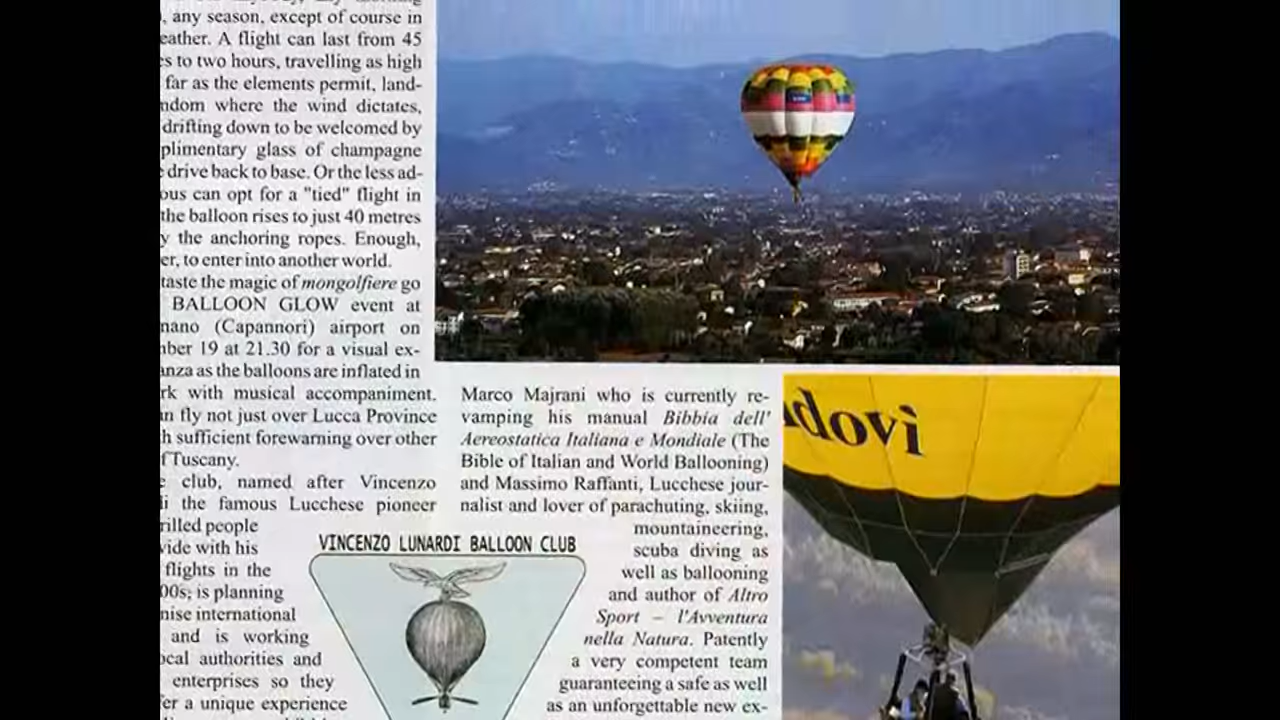 , any season, except of course in
eather. A flight can last from 45
es to two hours, travelling as high
far as the elements permit, land-
ndom where the wind dictates,
drifting down to be welcomed by
plimentary glass of champagne
drive back to base. Or the less ad-
ous can opt for a "tied" flight in
the balloon rises to just 40 metres
y the anchoring ropes. Enough,
er, to enter into another world.
taste the magic of mongolfiere go
BALLOON GLOW event at
nano (Capannori) airport on
ber 19 at 21.30 for a visual ex-
anza as the balloons are inflated in
rk with musical accompaniment.
n fly not just over Lucca Province
h sufficient forewarning over other
f Tuscany.
club, named after Vincenzo
i the famous Lucchese pioneer
rilled people
vide with his
flights in the
00s; is planning
nise international
and is working
ocal authorities and
enterprises so they
er a unique experience
VINCENZO LUNARDI BALLOON CLUB
Marco Majrani who is currently re-
vamping his manual Bibbia dell'
Aereostatica Italiana e Mondiale (The
Bible of Italian and World Ballooning)
and Massimo Raffanti, Lucchese jour-
nalist and lover of parachuting, skiing,
mountaineering,
scuba diving as
well as ballooning
and author of Altro
Sport – l'Avventura
nella Natura. Patently
a very competent team
guaranteeing a safe as well
as an unforgettable new ex-
dovi